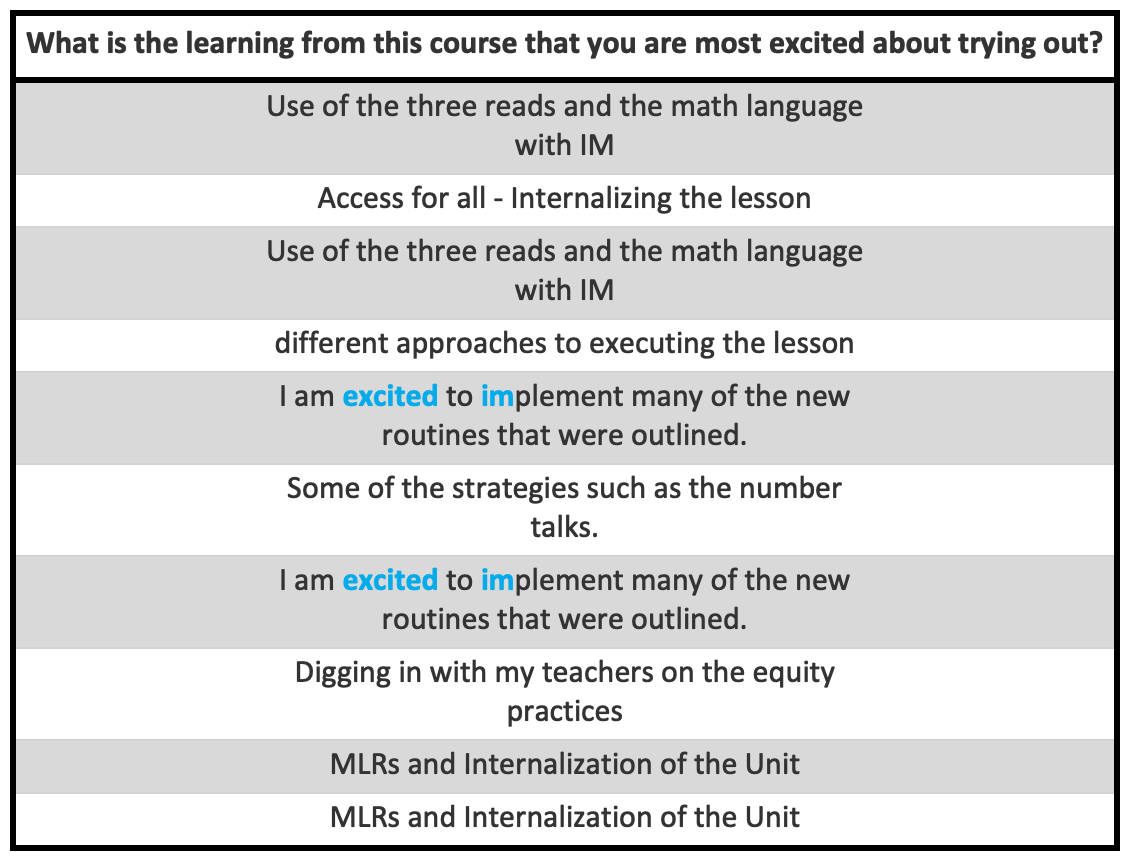 What is the learning from this course that you are most excited about trying out?
Use of the three reads and the math language
with IM
Access for all - Internalizing the lesson
Use of the three reads and the math language
with IM
different approaches to executing the lesson
I am excited to implement many of the new
routines that were outlined.
Some of the strategies such as the number
talks.
I am excited to implement many of the new
routines that were outlined.
Digging in with my teachers on the equity
practices
MLRs and Internalization of the Unit
MLRs and Internalization of the Unit